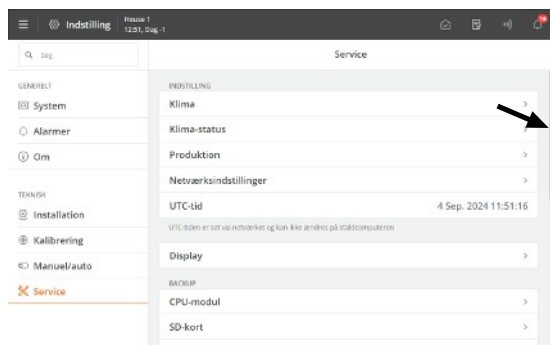 Indstilling
House 1
12:51, Dag -1
Søg
Service
GENERELT
System
Alarmer
Om
TEKNISK
Installation
Kalibrering
Manuel/auto
Service
INDSTILLING
Klima
Klima-status
Produktion
Netværksindstillinger
UTC-tid 4 Sep. 2024 11:51:16
UTC-tiden er sat via netværket og kan ikke ændres på staldcomputeren
Display
BACKUP
CPU-modul
SD-kort